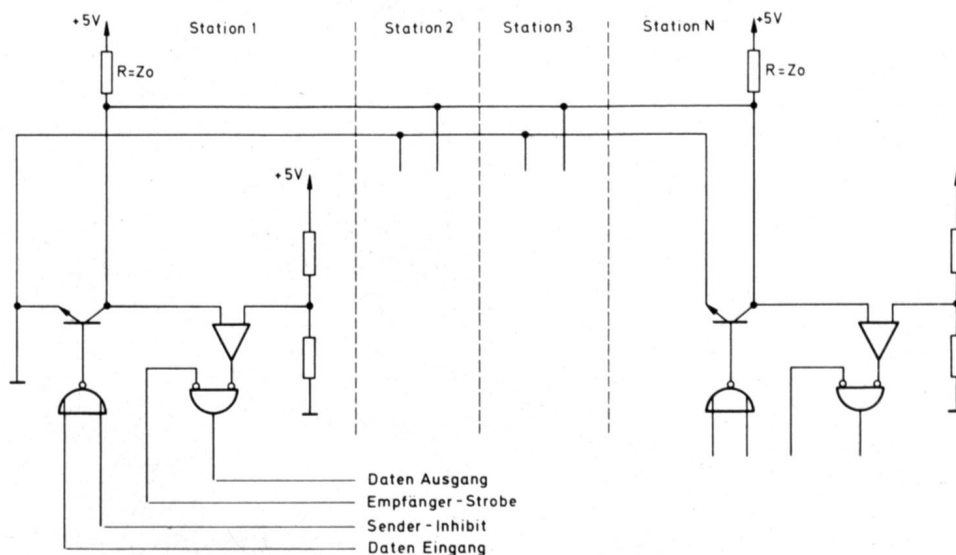 +5V
Station 1
Station 2
Station 3
Station N
+5V
R=Zo
R=Zo
+5V
Daten Ausgang
Empfänger-Strobe
Sender-Inhibit
Daten Eingang